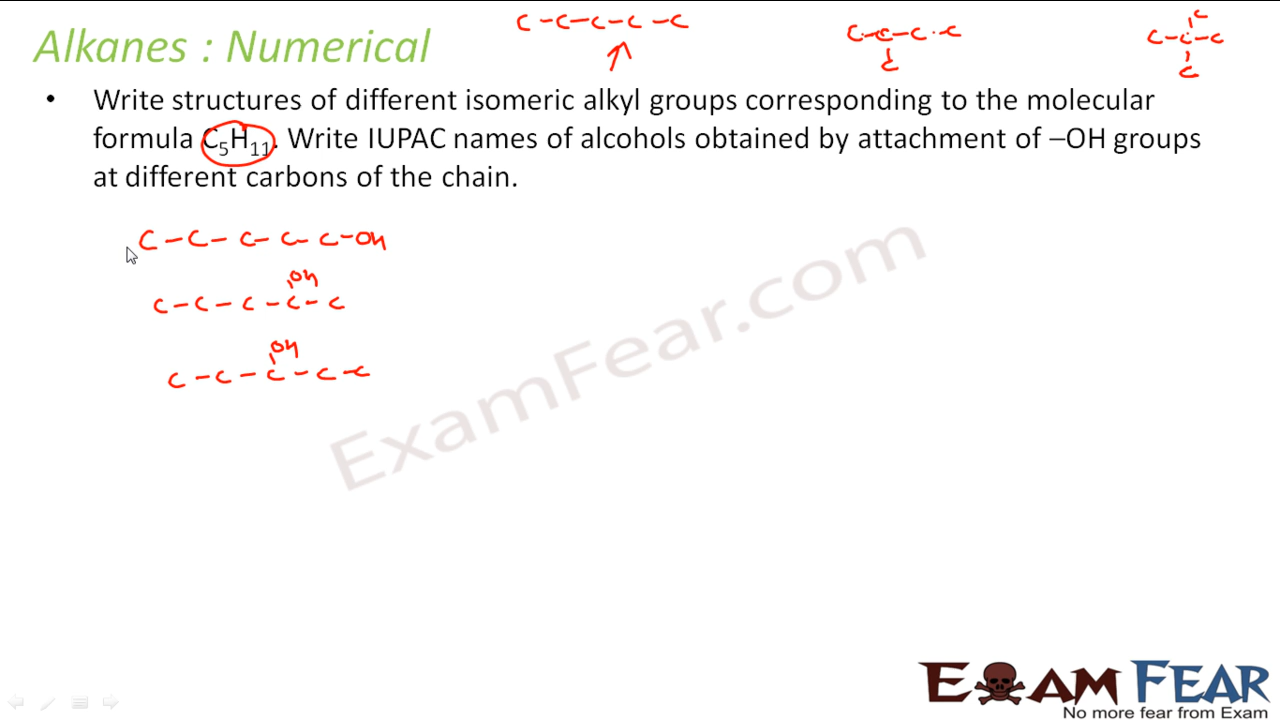 C-C-C-C-C
C-C-C-C
C
C
C-C-C
C
Alkanes : Numerical
• Write structures of different isomeric alkyl groups corresponding to the molecular
formula C₅H₁₁. Write IUPAC names of alcohols obtained by attachment of –OH groups
at different carbons of the chain.
C-C-C-C-C-OH
OH
C-C-C-C-C
OH
C-C-C-C-C
ExamFear.com
EXAM FEAR
No more fear from Exam